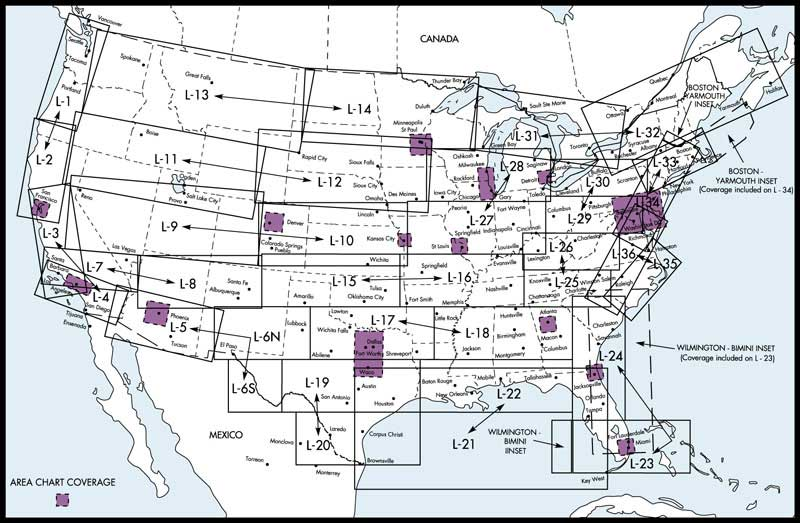 Vancouver
CANADA
Seattle
Tacoma
Spokane
Great Falls
Thunder Bay
Quebec
Portland
L-13
L-14
Duluth
Sault Ste Marie
Montreal
BOSTON
YARMOUTH
INSET
Halifax
L-1
Minneapolis
St Paul
Ottawa
Yarmouth
L-31
L-32
Boise
Green Bay
Toronto
Syracuse
Albany
Rochester
Boston
L-2
L-11
Rapid City
Oshkosh
L-28
Saginaw
London
Buffalo
L-33
BOSTON -
YARMOUTH INSET
(Coverage included on L-34)
Sioux Falls
Milwaukee
Rockford
Detroit
L-30
Scranton
New York
Philadelphia
Ogden
L-12
Sioux City
Des Moines
Iowa City
Chicago
Gary
Cleveland
San
Francisco
Reno
Salt Lake City
Provo
Omaha
L-34
Lincoln
Peoria
L-27
Fort Wayne
Columbus
L-29
Pittsburgh
L-3
L-9
Denver
L-10
Kansas City
Springfield
Indianapolis
Cincinnati
Charleston
Richmond
Colorado Springs
Pueblo
St Louis
Louisville
L-26
L-36
Las Vegas
Wichita
Evansville
Lexington
L-35
Santa
Barbara
L-7
L-8
Springfield
Knoxville
Winston Salem
Raleigh
Los
Angeles
L-4
Santa Fe
Albuquerque
L-15
L-16
Tulsa
Nashville
L-25
Chattanooga
Charlotte
San Diego
Amarillo
Oklahoma City
Fort Smith
Memphis
Tijuana
Ensenada
Phoenix
L-5
Lawton
L-17
Little Rock
Huntsville
Atlanta
Charleston
Lubbock
Wichita Falls
L-18
Birmingham
Macon
Savannah
WILMINGTON - BIMINI INSET
(Coverage included on L-23)
Tucson
L-6N
El Paso
Abilene
Dallas
Fort Worth
Shreveport
Jackson
Montgomery
Columbus
L-24
Waco
L-6S
L-19
Austin
Baton Rouge
Mobile
Tallahassee
Jacksonville
San Antonio
Houston
New Orleans
L-22
Orlando
Tampa
MEXICO
Monclova
L-20
Laredo
Corpus Christ
L-21
WILMINGTON -
BIMINI
INSET
Fort Lauderdale
Miami
Torreon
Monterrey
Brownsville
L-23
Key West
AREA CHART COVERAGE